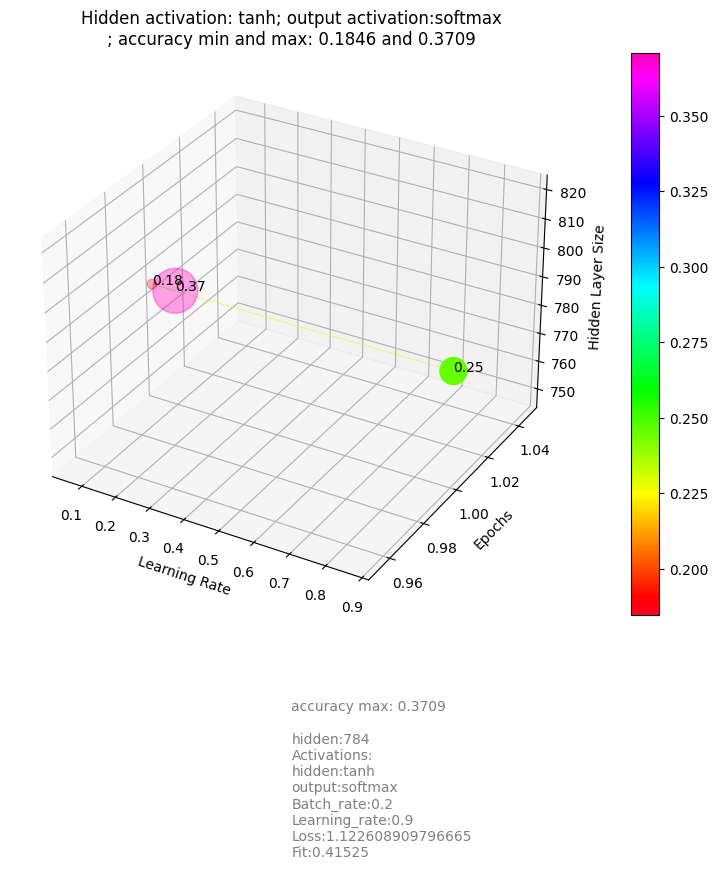 Hidden activation: tanh; output activation:softmax
; accuracy min and max: 0.1846 and 0.3709
0.350
0.325
0.300
0.275
0.250
0.225
0.200
820
810
800
790
780
770
760
750
Hidden Layer Size
0.18
0.37
0.25
1.04
1.02
1.00
0.98
0.96
Epochs
0.1
0.2
0.3
0.4
0.5
0.6
0.7
0.8
0.9
Learning Rate
accuracy max: 0.3709
hidden:784
Activations:
hidden:tanh
output:softmax
Batch_rate:0.2
Learning_rate:0.9
Loss:1.122608909796665
Fit:0.41525